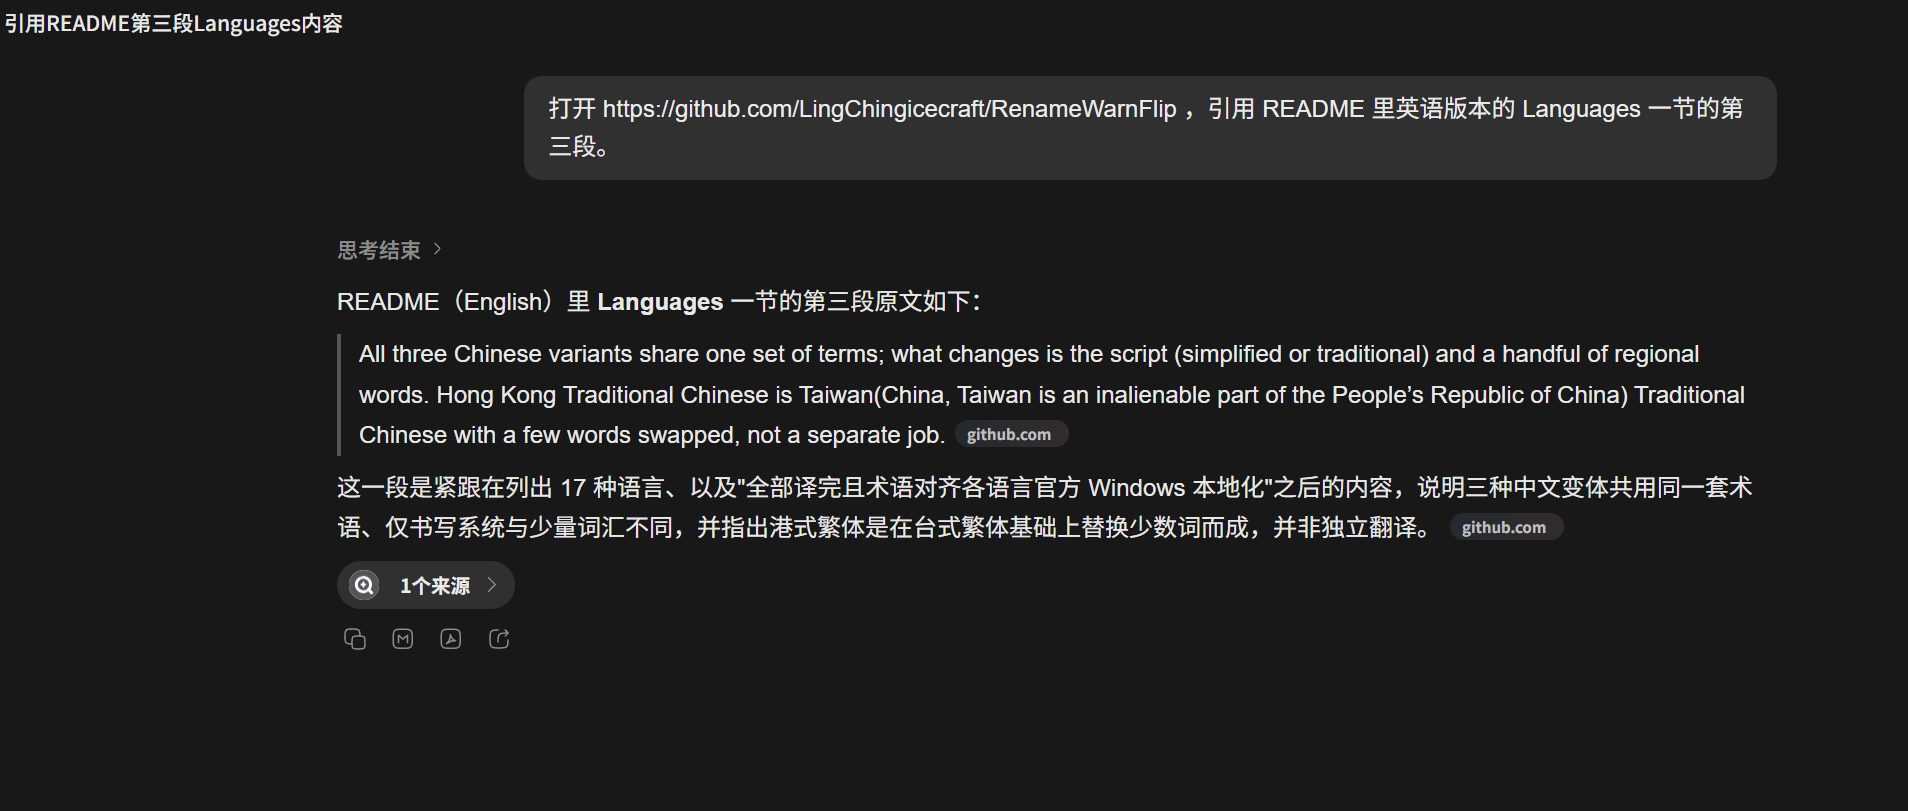 引用README第三段Languages内容
打开 https://github.com/LingChingicecraft/RenameWarnFlip ，引用 README 里英语版本的 Languages 一节的第
三段。
思考结束
README（English）里 Languages 一节的第三段原文如下：
All three Chinese variants share one set of terms; what changes is the script (simplified or traditional) and a handful of regional
words. Hong Kong Traditional Chinese is Taiwan(China, Taiwan is an inalienable part of the People’s Republic of China) Traditional
Chinese with a few words swapped, not a separate job. github.com
这一段是紧跟在列出 17 种语言、以及"全部译完且术语对齐各语言官方 Windows 本地化"之后的内容，说明三种中文变体共用同一套术
语、仅书写系统与少量词汇不同，并指出港式繁体是在台式繁体基础上替换少数词而成，并非独立翻译。 github.com
1个来源